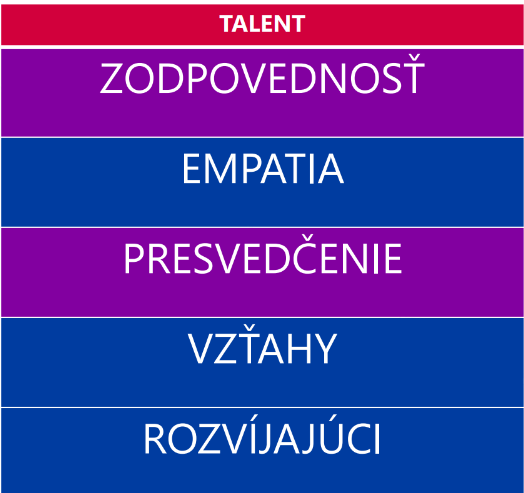 TALENT
ZODPOVEDNOSŤ
EMPATIA
PRESVEDČENIE
VZŤAHY
ROZVÍJAJÚCI